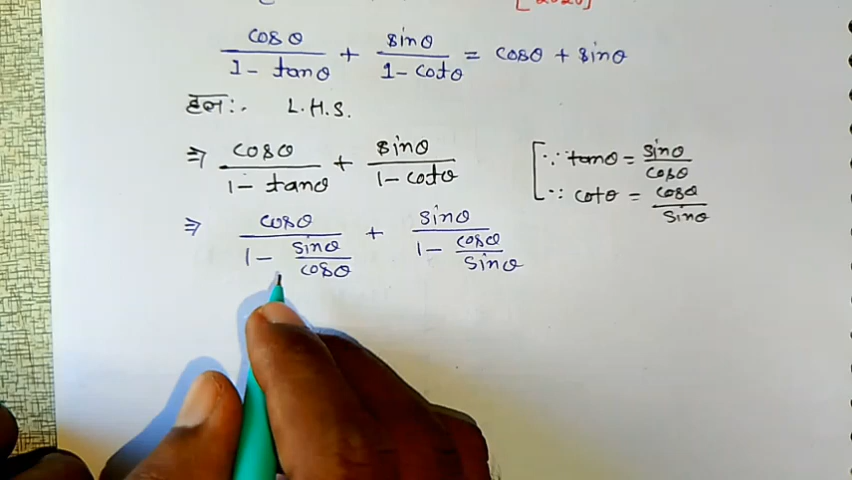 [2020]
cosθ/(1 - tanθ) + sinθ/(1 - cotθ) = cosθ + sinθ
हल:- L.H.S.
⇒ cosθ/(1 - tanθ) + sinθ/(1 - cotθ) [∵ tanθ = sinθ/cosθ
∵ cotθ = cosθ/sinθ
⇒ cosθ/(1 - sinθ/cosθ) + sinθ/(1 - cosθ/sinθ)